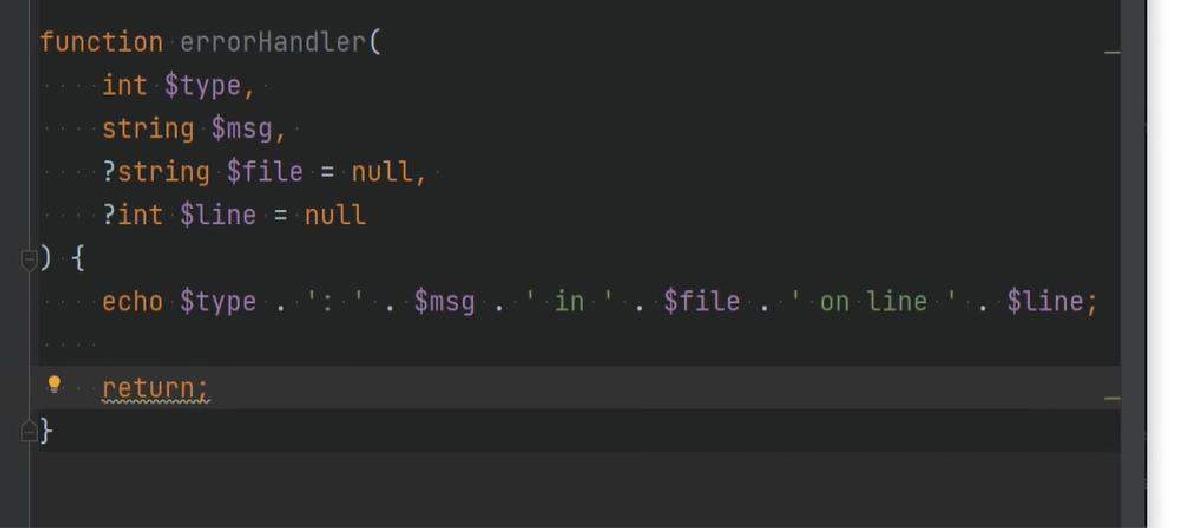 function errorHandler(
    int $type,
    string $msg,
    ?string $file = null,
    ?int $line = null
) {
    echo $type . ': ' . $msg . ' in ' . $file . ' on line ' . $line;
    return;
}